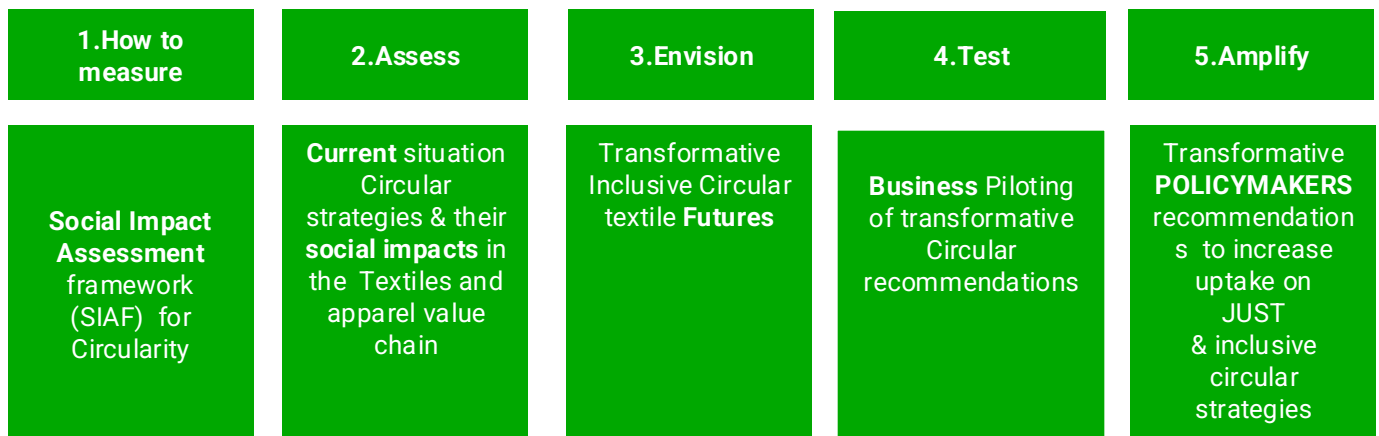 1.How to
measure
2.Assess
3.Envision
4.Test
5.Amplify
Social Impact
Assessment
framework
(SIAF) for
Circularity
Current situation
Circular
strategies & their
social impacts in
the Textiles and
apparel value
chain
Transformative
Inclusive Circular
textile Futures
Business Piloting
of transformative
Circular
recommendations
Transformative
POLICYMAKERS
recommendation
s to increase
uptake on
JUST
& inclusive
circular
strategies